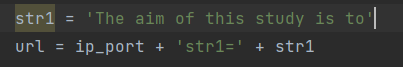 str1 = 'The aim of this study is to'
url = ip_port + 'str1=' + str1